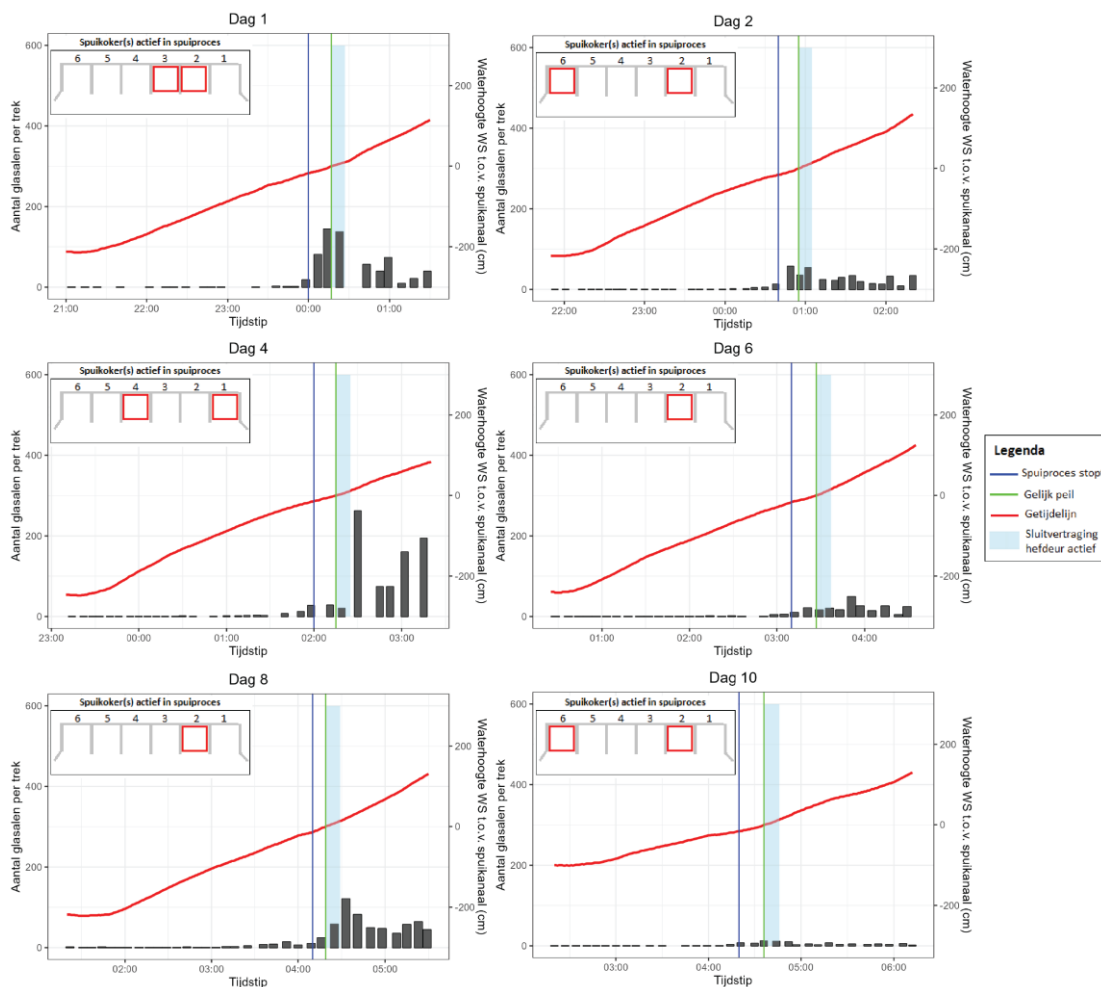 Dag 1
Spuikoker(s) actief in spuiproces
6 5 4 3 2 1
Aantal glasalen per trek
600
400
200
0
200
0
-200
Waterhoogte WS t.o.v. spuikanaal (cm)
21:00 22:00 23:00 00:00 01:00
Tijdstip
Dag 2
Spuikoker(s) actief in spuiproces
6 5 4 3 2 1
Aantal glasalen per trek
600
400
200
0
200
0
-200
Waterhoogte WS t.o.v. spuikanaal (cm)
22:00 23:00 00:00 01:00 02:00
Tijdstip
Dag 4
Spuikoker(s) actief in spuiproces
6 5 4 3 2 1
Aantal glasalen per trek
600
400
200
0
200
0
-200
Waterhoogte WS t.o.v. spuikanaal (cm)
23:00 00:00 01:00 02:00 03:00
Tijdstip
Dag 6
Spuikoker(s) actief in spuiproces
6 5 4 3 2 1
Aantal glasalen per trek
600
400
200
0
200
0
-200
Waterhoogte WS t.o.v. spuikanaal (cm)
01:00 02:00 03:00 04:00
Tijdstip
Legenda
Spuiproces stopt
Gelijk peil
Getijdelijn
Sluitvertraging
hefdeur actief
Dag 8
Spuikoker(s) actief in spuiproces
6 5 4 3 2 1
Aantal glasalen per trek
600
400
200
0
200
0
-200
Waterhoogte WS t.o.v. spuikanaal (cm)
02:00 03:00 04:00 05:00
Tijdstip
Dag 10
Spuikoker(s) actief in spuiproces
6 5 4 3 2 1
Aantal glasalen per trek
600
400
200
0
200
0
-200
Waterhoogte WS t.o.v. spuikanaal (cm)
03:00 04:00 05:00 06:00
Tijdstip